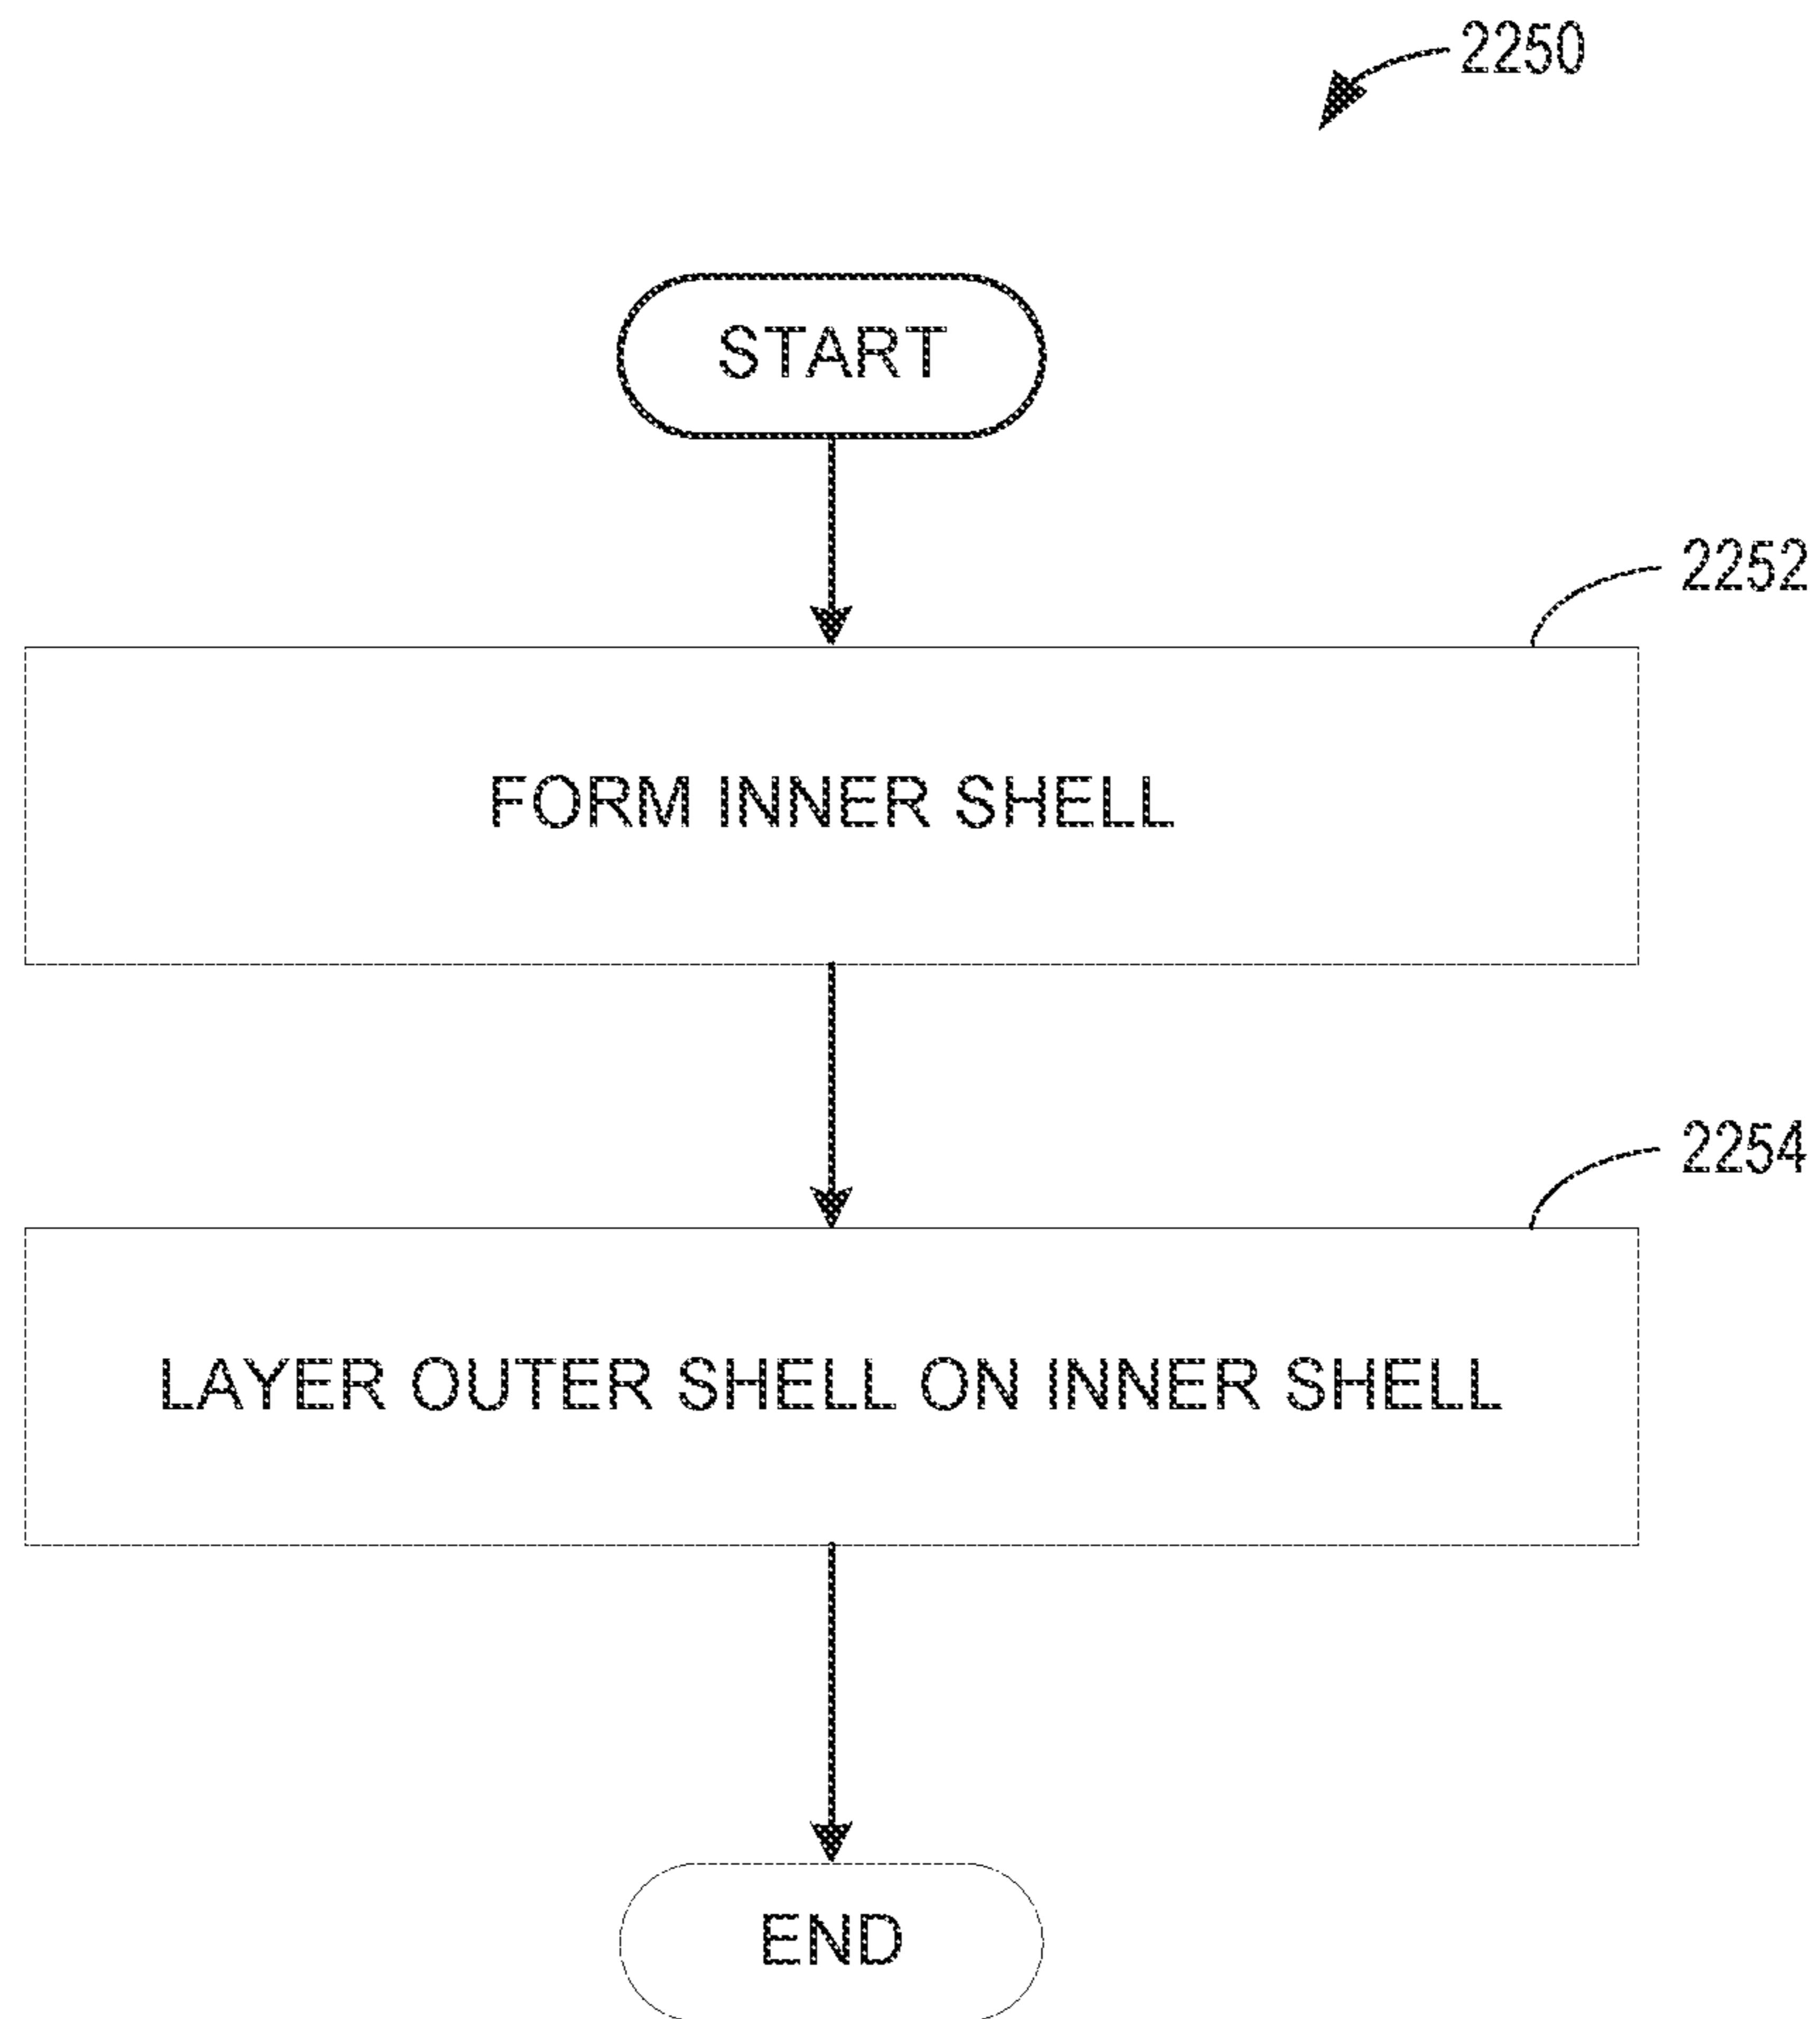 2250
START
2252
FORM INNER SHELL
2254
LAYER OUTER SHELL ON INNER SHELL
END